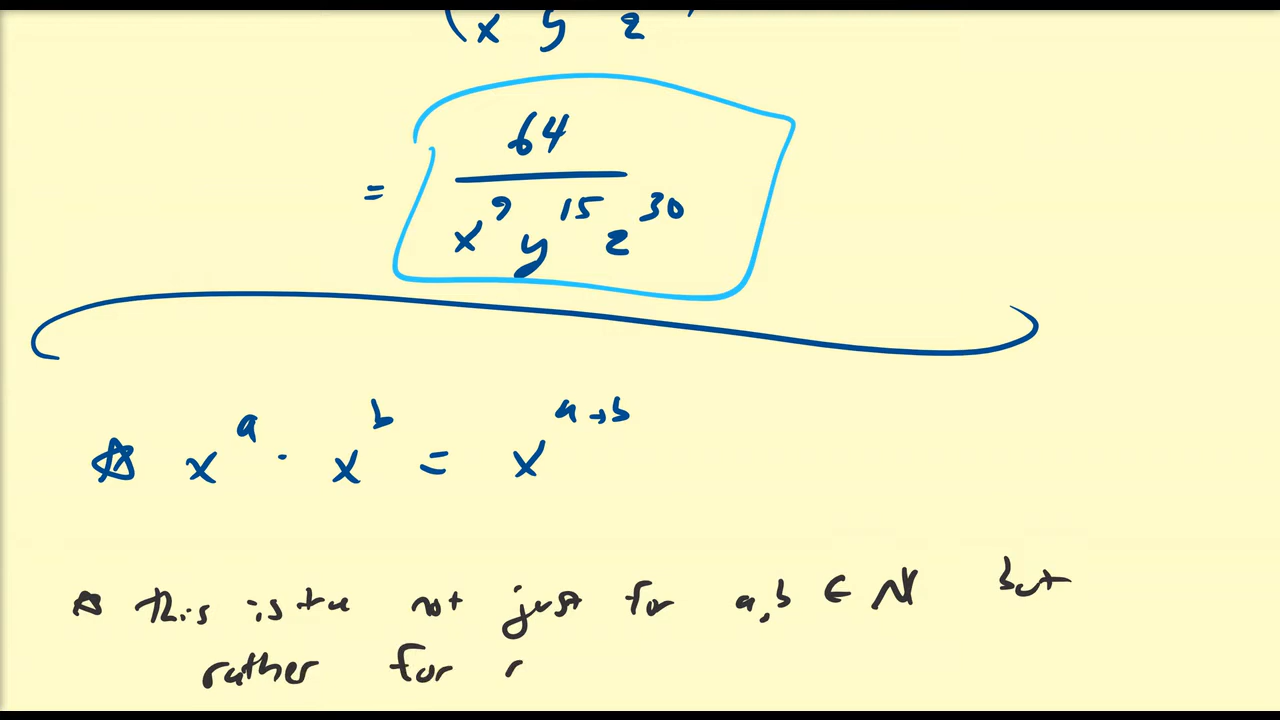 (x y z
64
= x^9 y^15 z^30
☆ x^a · x^b = x^a+b
☆ this is true not just for a,b ∈ ℕ but
rather for r